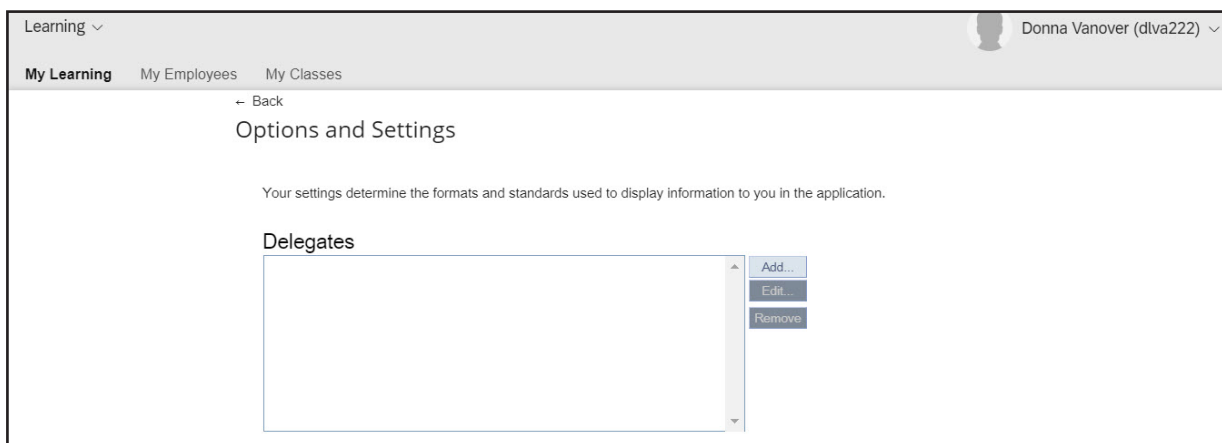 Learning
Donna Vanover (dlva222)
My Learning My Employees My Classes
← Back
Options and Settings
Your settings determine the formats and standards used to display information to you in the application.
Delegates
Add...
Edit...
Remove